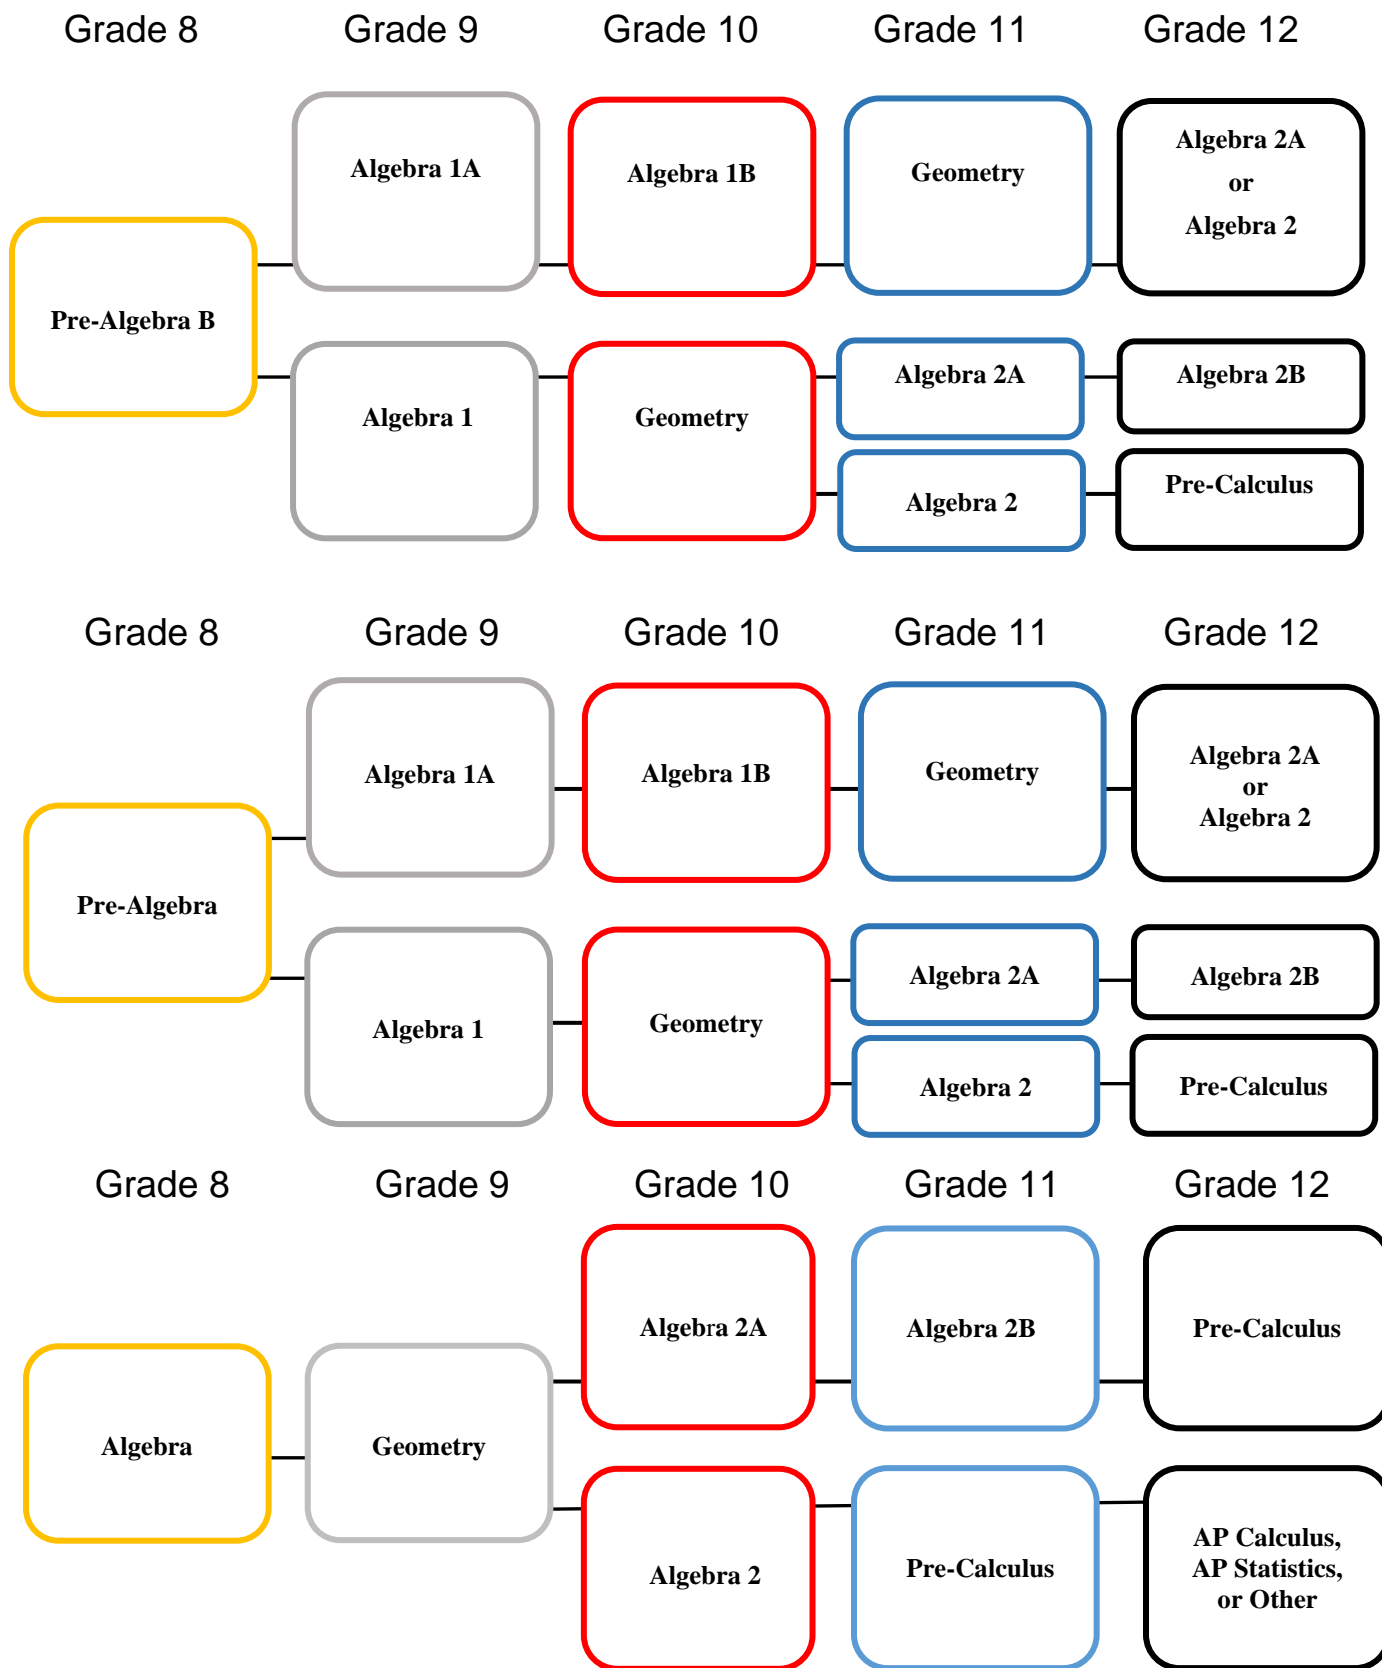 Grade 8 Grade 9 Grade 10 Grade 11 Grade 12
Algebra 1A
Algebra 1B
Geometry
Algebra 2A
or
Algebra 2
Pre-Algebra B
Algebra 1
Geometry
Algebra 2A
Algebra 2B
Algebra 2
Pre-Calculus
Grade 8 Grade 9 Grade 10 Grade 11 Grade 12
Algebra 1A
Algebra 1B
Geometry
Algebra 2A
or
Algebra 2
Pre-Algebra
Algebra 1
Geometry
Algebra 2A
Algebra 2B
Algebra 2
Pre-Calculus
Grade 8 Grade 9 Grade 10 Grade 11 Grade 12
Algebra 2A
Algebra 2B
Pre-Calculus
Algebra
Geometry
Algebra 2
Pre-Calculus
AP Calculus,
AP Statistics,
or Other